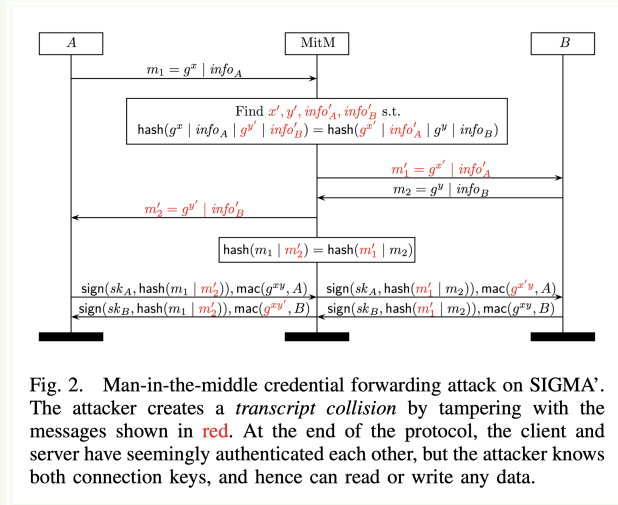 A MitM B
m₁ = gˣ | info_A
Find x′, y′, info′_A, info′_B s.t.
hash(gˣ | info_A | g^{y′} | info′_B) = hash(g^{x′} | info′_A | g^y | info_B)
m′₁ = g^{x′} | info′_A
m₂ = g^y | info_B
m′₂ = g^{y′} | info′_B
hash(m₁ | m′₂) = hash(m′₁ | m₂)
sign(sk_A, hash(m₁ | m′₂)), mac(g^{xy}, A) sign(sk_A, hash(m′₁ | m₂)), mac(g^{x′y}, A)
sign(sk_B, hash(m₁ | m′₂)), mac(g^{xy′}, B) sign(sk_B, hash(m′₁ | m₂)), mac(g^{xy}, B)
Fig. 2. Man-in-the-middle credential forwarding attack on SIGMA’.
The attacker creates a transcript collision by tampering with the
messages shown in red. At the end of the protocol, the client and
server have seemingly authenticated each other, but the attacker knows
both connection keys, and hence can read or write any data.